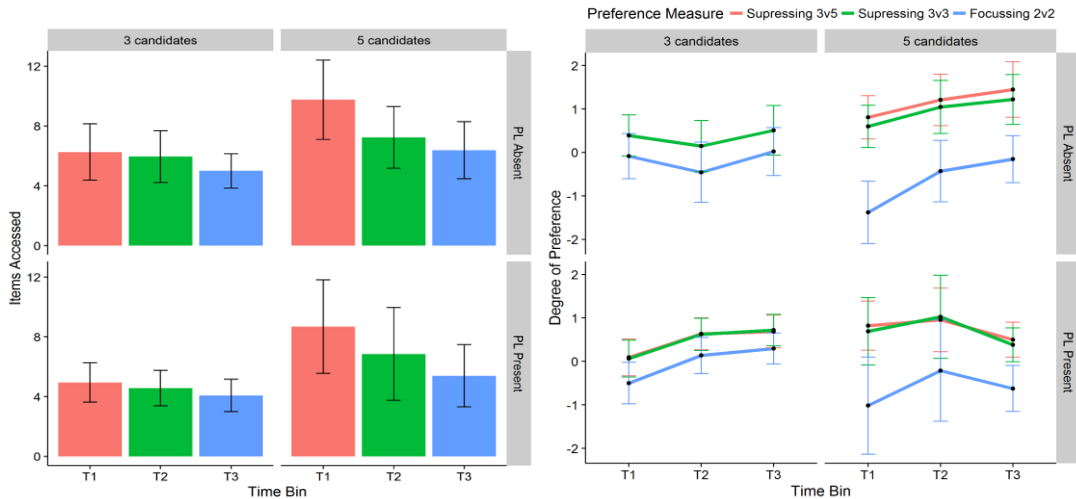 Preference Measure Supressing 3v5 Supressing 3v3 Focussing 2v2
3 candidates 5 candidates
12
8
4
0
PL Absent
12
8
4
0
PL Present
Items Accessed
T1 T2 T3 T1 T2 T3
Time Bin
3 candidates 5 candidates
2
1
0
-1
-2
PL Absent
2
1
0
-1
-2
PL Present
Degree of Preference
T1 T2 T3 T1 T2 T3
Time Bin